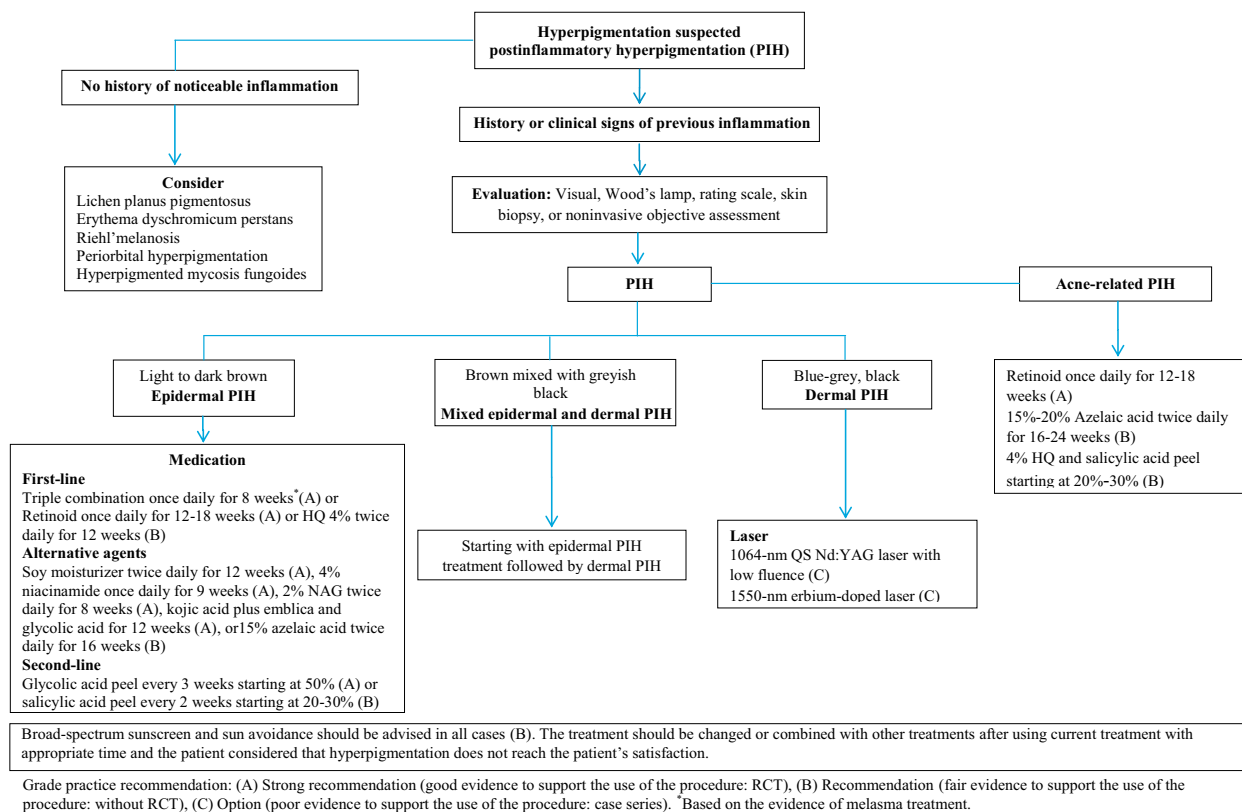 Hyperpigmentation suspected
postinflammatory hyperpigmentation (PIH)
No history of noticeable inflammation
History or clinical signs of previous inflammation
Consider
Lichen planus pigmentosus
Erythema dyschromicum perstans
Riehl'melanosis
Periorbital hyperpigmentation
Hyperpigmented mycosis fungoides
Evaluation: Visual, Wood's lamp, rating scale, skin
biopsy, or noninvasive objective assessment
PIH
Acne-related PIH
Light to dark brown
Epidermal PIH
Brown mixed with greyish
black
Mixed epidermal and dermal PIH
Blue-grey, black
Dermal PIH
Retinoid once daily for 12-18
weeks (A)
15%-20% Azelaic acid twice daily
for 16-24 weeks (B)
4% HQ and salicylic acid peel
starting at 20%-30% (B)
Medication
First-line
Triple combination once daily for 8 weeks*(A) or
Retinoid once daily for 12-18 weeks (A) or HQ 4% twice
daily for 12 weeks (B)
Alternative agents
Soy moisturizer twice daily for 12 weeks (A), 4%
niacinamide once daily for 9 weeks (A), 2% NAG twice
daily for 8 weeks (A), kojic acid plus emblica and
glycolic acid for 12 weeks (A), or15% azelaic acid twice
daily for 16 weeks (B)
Second-line
Glycolic acid peel every 3 weeks starting at 50% (A) or
salicylic acid peel every 2 weeks starting at 20-30% (B)
Starting with epidermal PIH
treatment followed by dermal PIH
Laser
1064-nm QS Nd:YAG laser with
low fluence (C)
1550-nm erbium-doped laser (C)
Broad-spectrum sunscreen and sun avoidance should be advised in all cases (B). The treatment should be changed or combined with other treatments after using current treatment with
appropriate time and the patient considered that hyperpigmentation does not reach the patient's satisfaction.
Grade practice recommendation: (A) Strong recommendation (good evidence to support the use of the procedure: RCT), (B) Recommendation (fair evidence to support the use of the
procedure: without RCT), (C) Option (poor evidence to support the use of the procedure: case series). *Based on the evidence of melasma treatment.